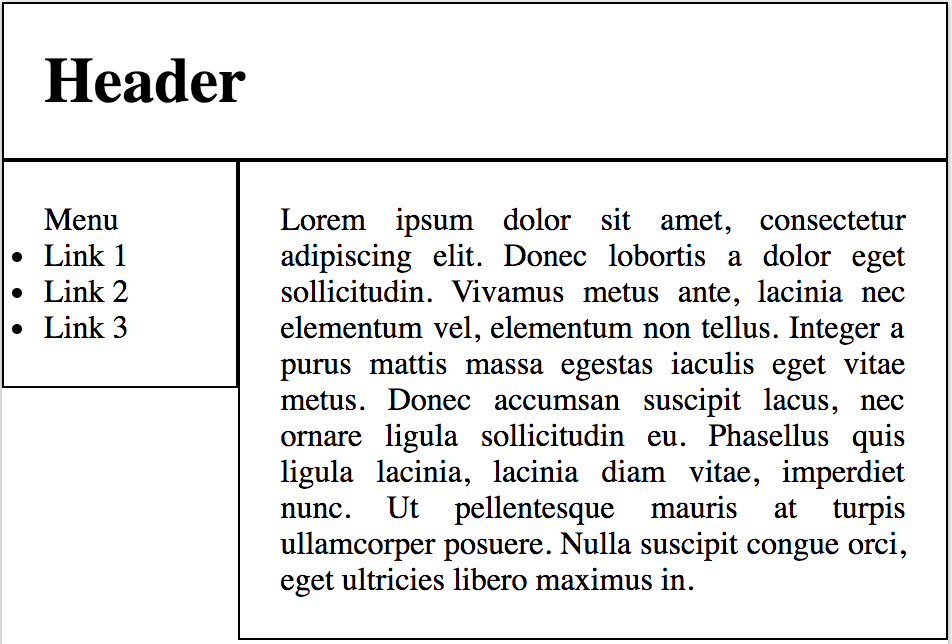 Header
Menu
Link 1
Link 2
Link 3
Lorem ipsum dolor sit amet, consectetur
adipiscing elit. Donec lobortis a dolor eget
sollicitudin. Vivamus metus ante, lacinia nec
elementum vel, elementum non tellus. Integer a
purus mattis massa egestas iaculis eget vitae
metus. Donec accumsan suscipit lacus, nec
ornare ligula sollicitudin eu. Phasellus quis
ligula lacinia, lacinia diam vitae, imperdiet
nunc. Ut pellentesque mauris at turpis
ullamcorper posuere. Nulla suscipit congue orci,
eget ultricies libero maximus in.